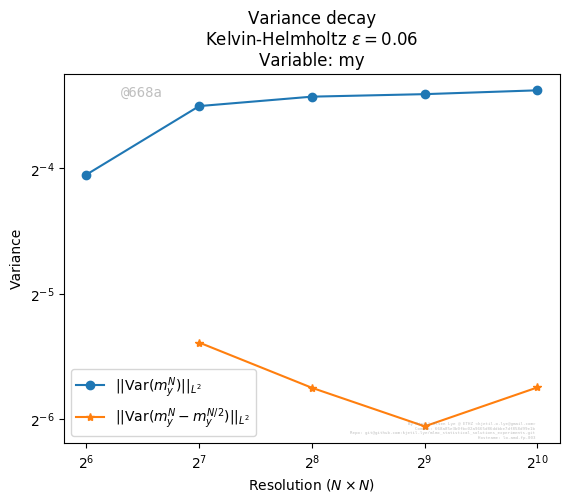 Variance decay
Kelvin-Helmholtz ε = 0.06
Variable: my
@668a
2^-4
2^-5
2^-6
Variance
||Var(m_y^N)||_{L^2}
||Var(m_y^N − m_y^{N/2})||_{L^2}
2^6 2^7 2^8 2^9 2^10
Resolution (N × N)